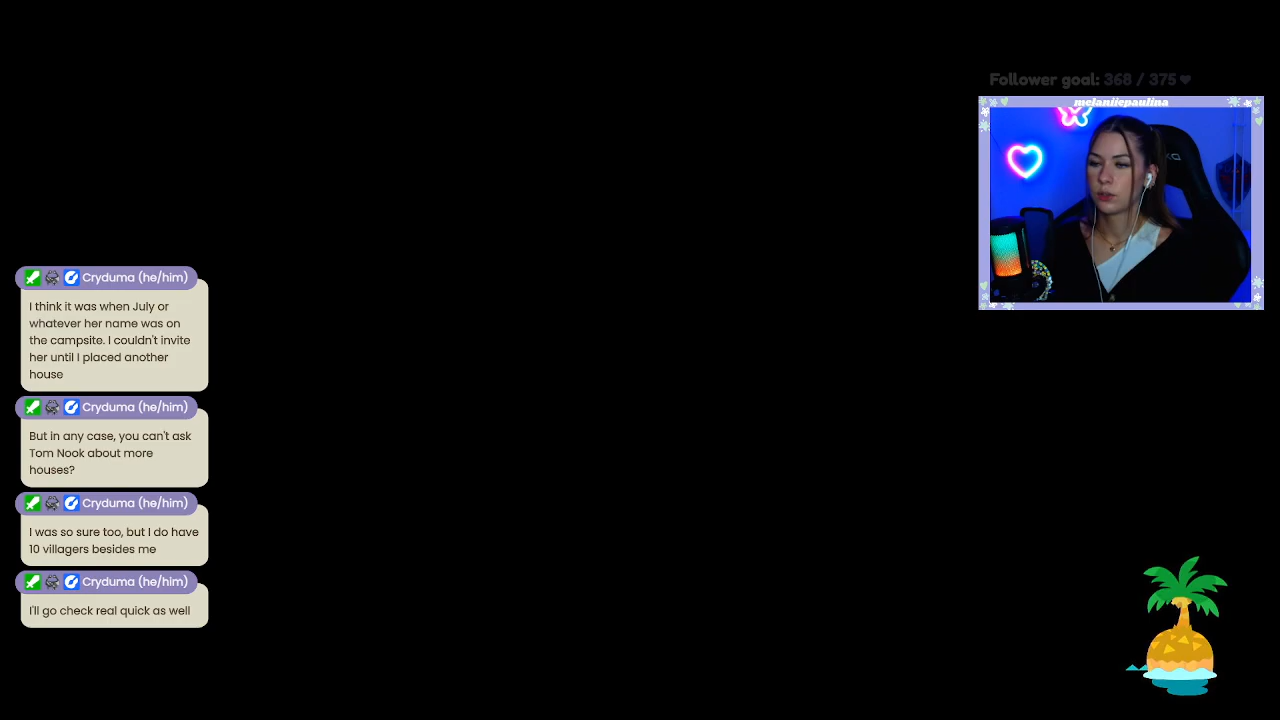 Follower goal: 368 / 375 ❤
melaniiepaulina
Cryduma (he/him)
I think it was when July or
whatever her name was on
the campsite. I couldn't invite
her until I placed another
house
Cryduma (he/him)
But in any case, you can't ask
Tom Nook about more
houses?
Cryduma (he/him)
I was so sure too, but I do have
10 villagers besides me
Cryduma (he/him)
I'll go check real quick as well